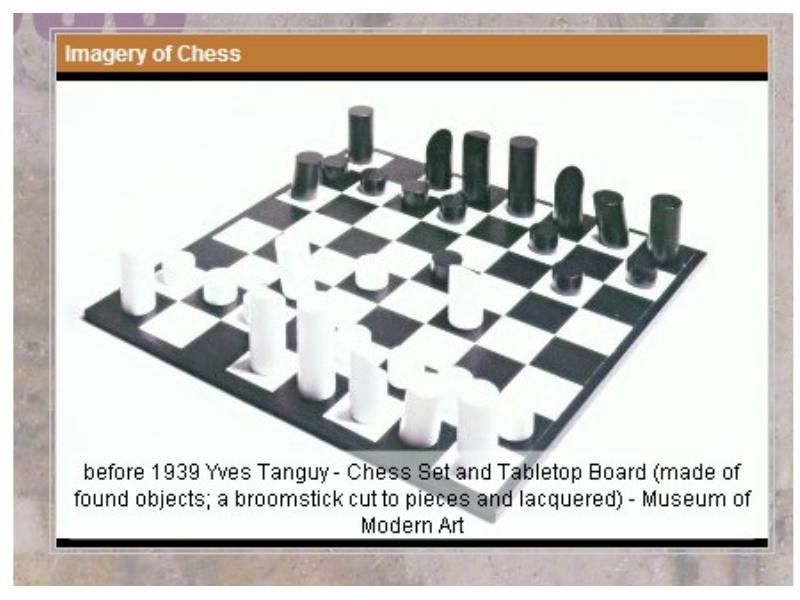 Imagery of Chess
before 1939 Yves Tanguy - Chess Set and Tabletop Board (made of
found objects; a broomstick cut to pieces and lacquered) - Museum of
Modern Art